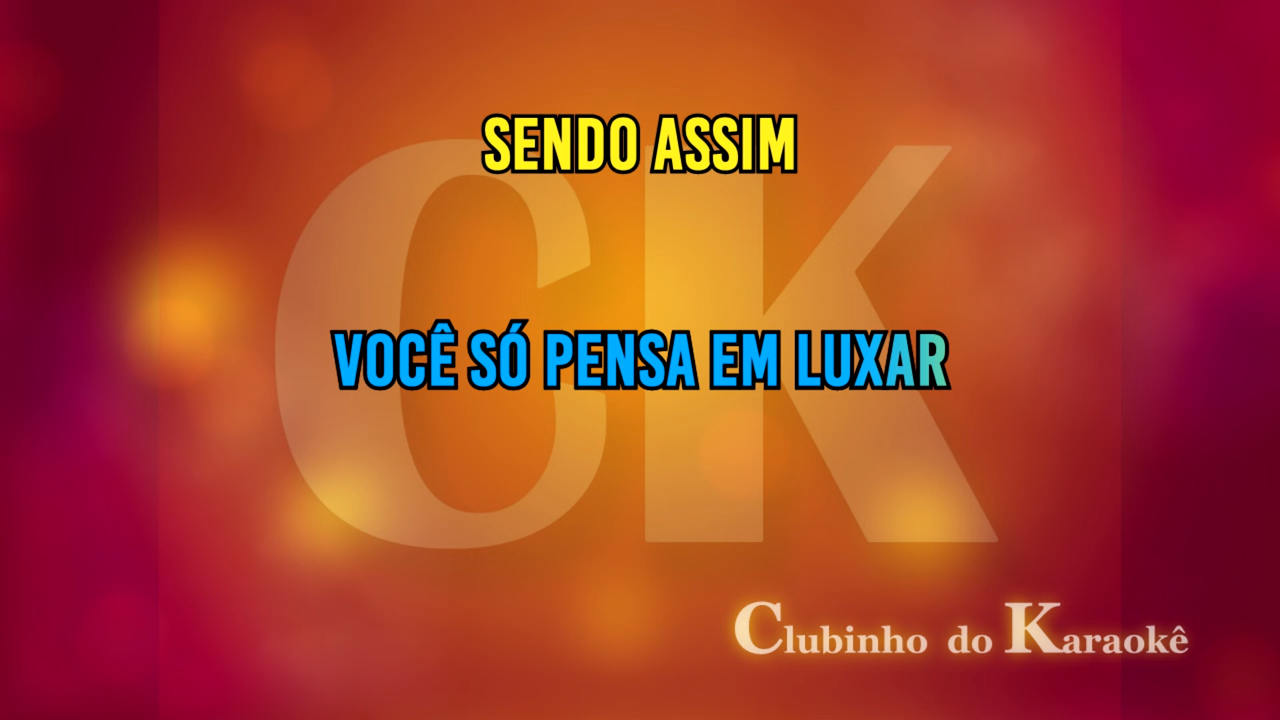 SENDO ASSIM
VOCÊ SÓ PENSA EM LUXAR
CK
Clubinho do Karaokê